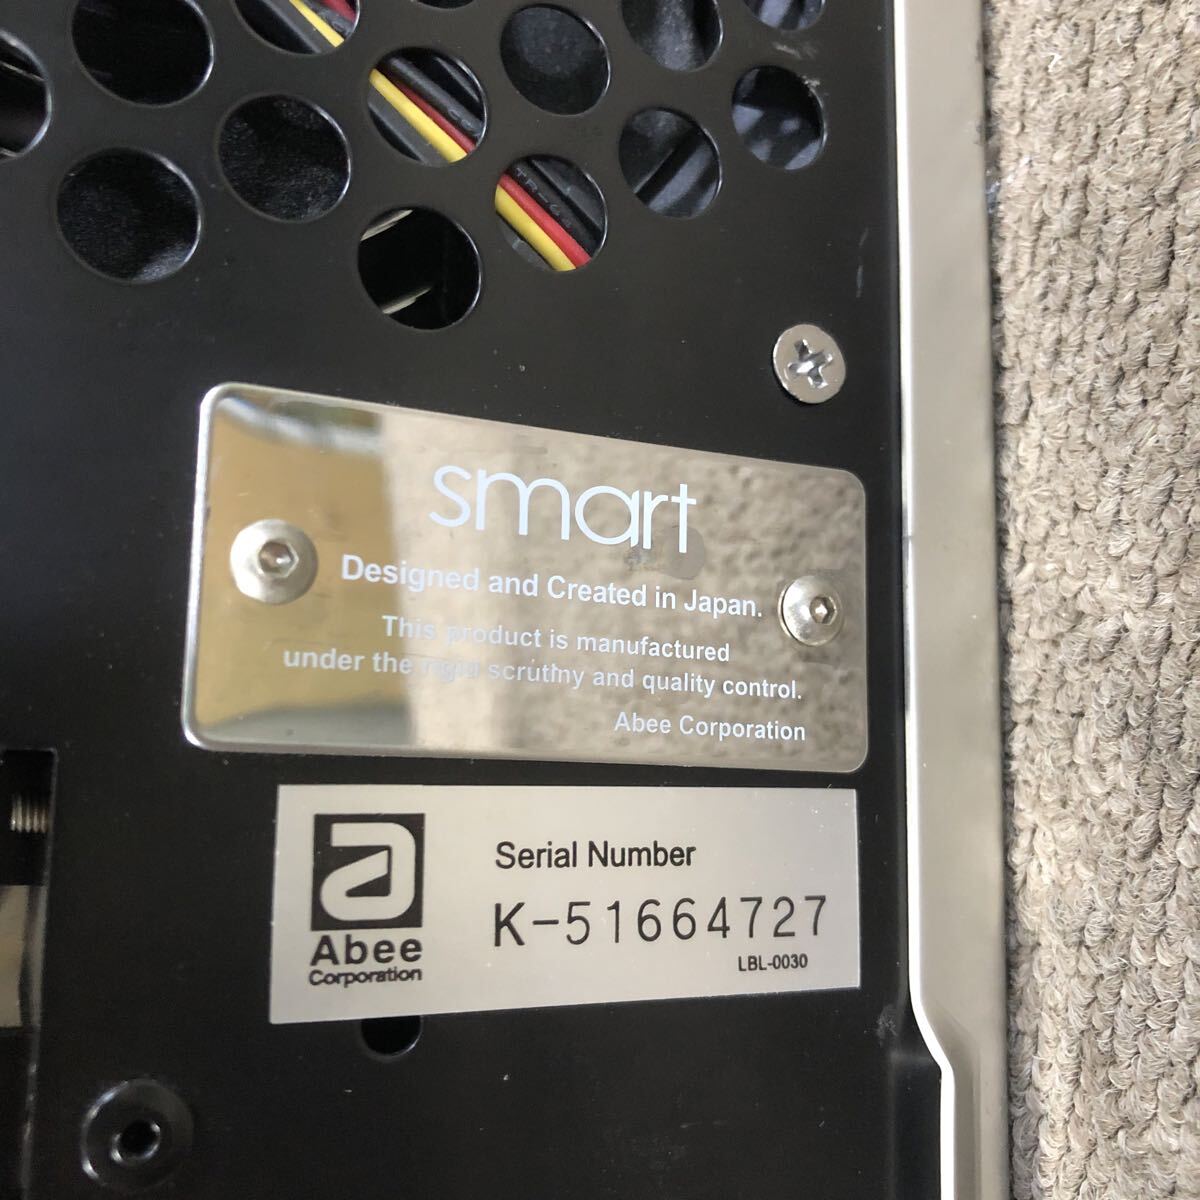 smart
Designed and Created in Japan.
This product is manufactured
under the rigid scrutiny and quality control.
Abee Corporation
Abee
Corporation
Serial Number
K-51664727
LBL-0030